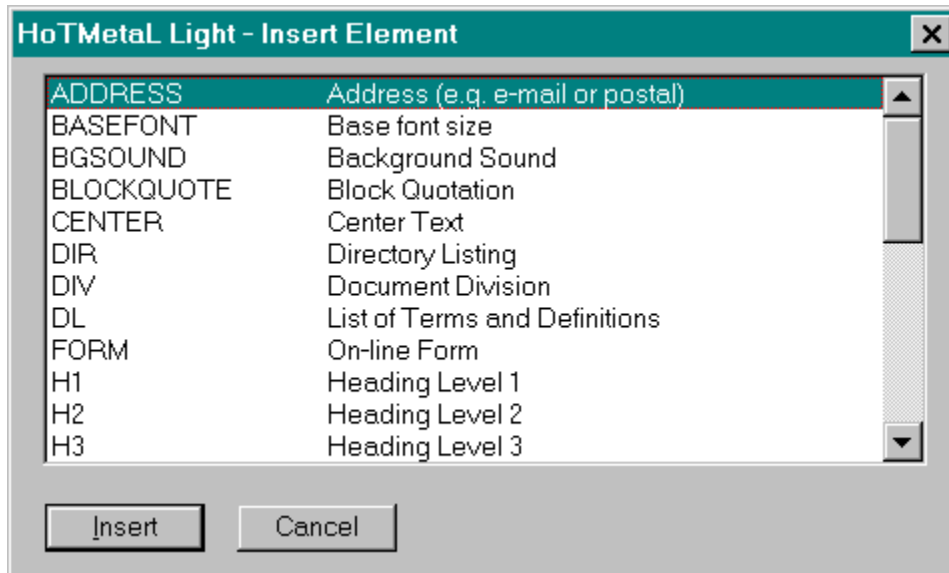 HoTMetaL Light - Insert Element
ADDRESS Address (e.g. e-mail or postal)
BASEFONT Base font size
BGSOUND Background Sound
BLOCKQUOTE Block Quotation
CENTER Center Text
DIR Directory Listing
DIV Document Division
DL List of Terms and Definitions
FORM On-line Form
H1 Heading Level 1
H2 Heading Level 2
H3 Heading Level 3
Insert Cancel